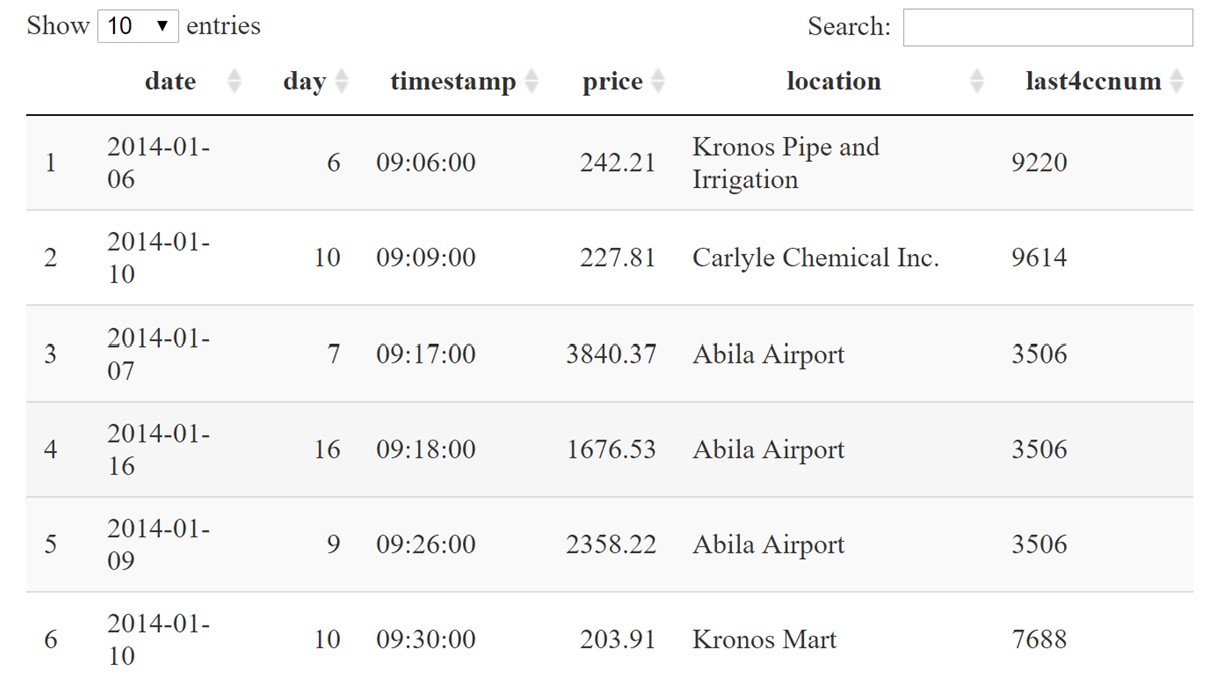 Show 10 entries Search:
date day timestamp price location last4ccnum
1 2014-01-06 6 09:06:00 242.21 Kronos Pipe and Irrigation 9220
2 2014-01-10 10 09:09:00 227.81 Carlyle Chemical Inc. 9614
3 2014-01-07 7 09:17:00 3840.37 Abila Airport 3506
4 2014-01-16 16 09:18:00 1676.53 Abila Airport 3506
5 2014-01-09 9 09:26:00 2358.22 Abila Airport 3506
6 2014-01-10 10 09:30:00 203.91 Kronos Mart 7688